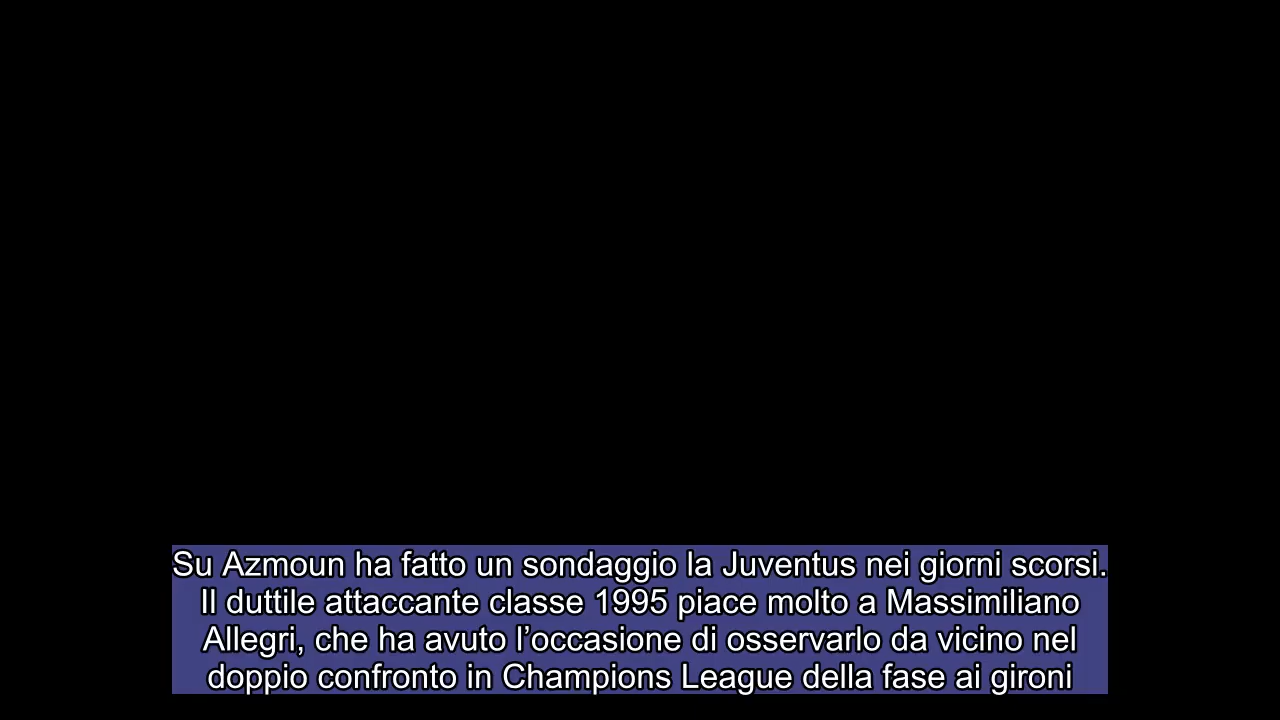 Su Azmoun ha fatto un sondaggio la Juventus nei giorni scorsi.
Il duttile attaccante classe 1995 piace molto a Massimiliano
Allegri, che ha avuto l’occasione di osservarlo da vicino nel
doppio confronto in Champions League della fase ai gironi